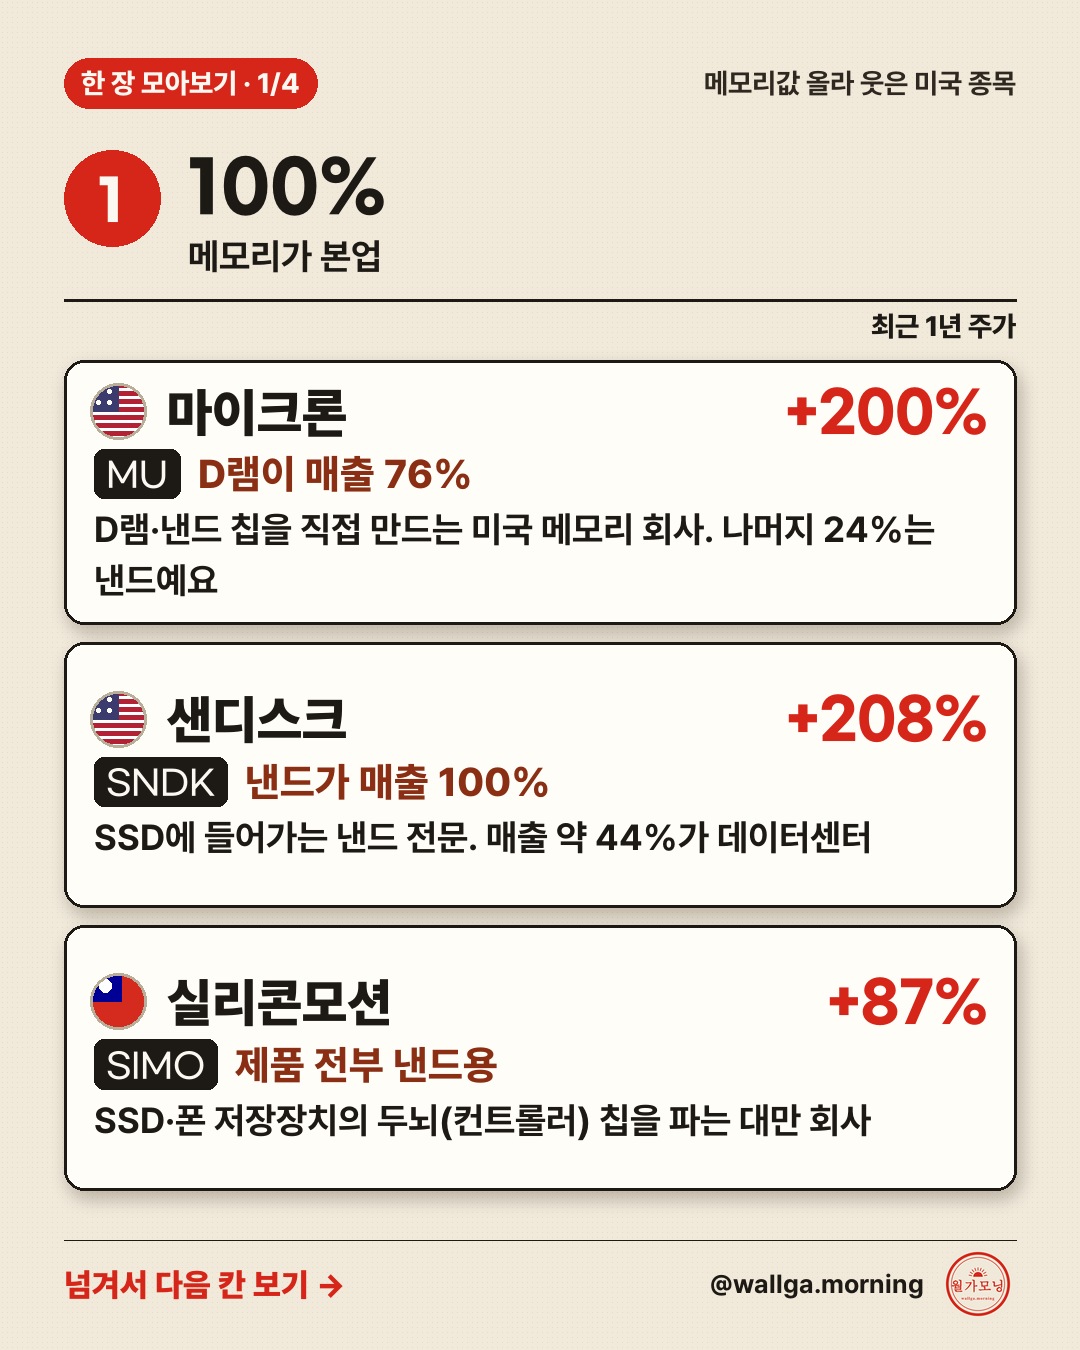 한 장 모아보기 · 1/4
메모리값 올라 웃은 미국 종목
1
100%
메모리가 본업
최근 1년 주가
마이크론
+200%
MU D램이 매출 76%
D램·낸드 칩을 직접 만드는 미국 메모리 회사. 나머지 24%는
낸드예요
샌디스크
+208%
SNDK 낸드가 매출 100%
SSD에 들어가는 낸드 전문. 매출 약 44%가 데이터센터
실리콘모션
+87%
SIMO 제품 전부 낸드용
SSD·폰 저장장치의 두뇌(컨트롤러) 칩을 파는 대만 회사
넘겨서 다음 칸 보기 →
@wallga.morning
월가모닝
wallga.morning